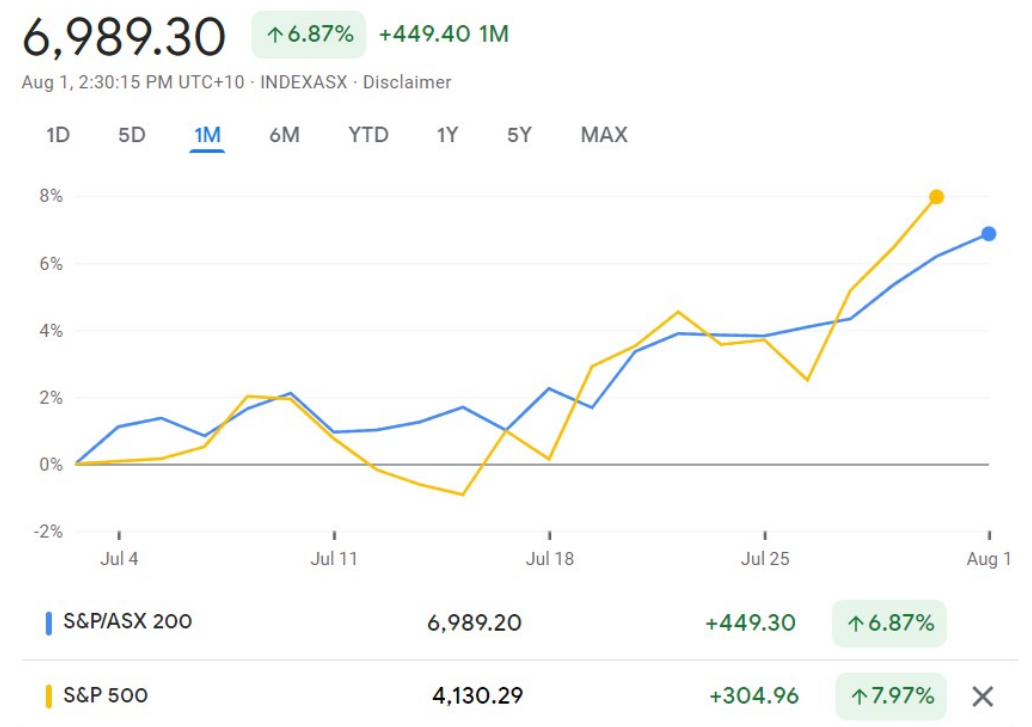 6,989.30 ↑6.87% +449.40 1M
Aug 1, 2:30:15 PM UTC+10 · INDEXASX · Disclaimer
1D 5D 1M 6M YTD 1Y 5Y MAX
8%
6%
4%
2%
0%
-2%
Jul 4 Jul 11 Jul 18 Jul 25 Aug 1
S&P/ASX 200 6,989.20 +449.30 ↑6.87%
S&P 500 4,130.29 +304.96 ↑7.97%